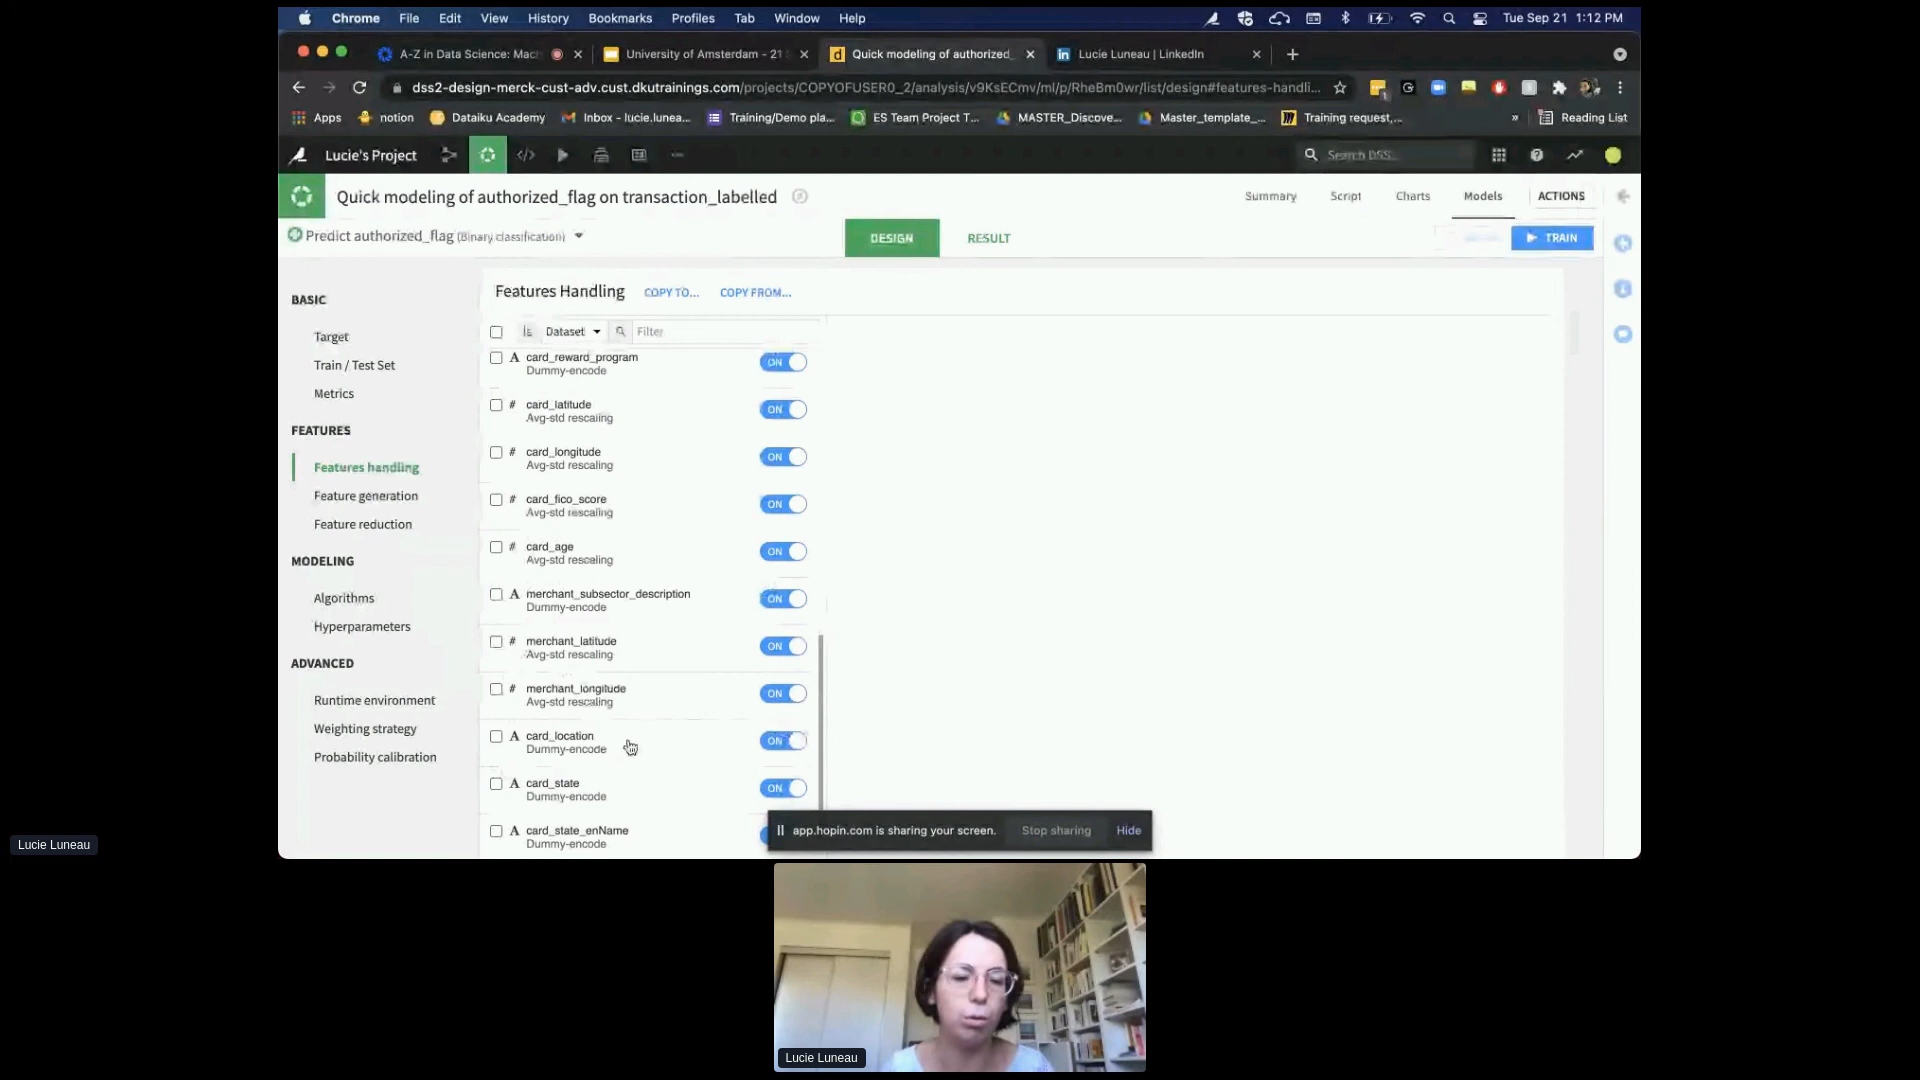 Chrome File Edit View History Bookmarks Profiles Tab Window Help Tue Sep 21 1:12 PM
A-Z in Data Science: Mac University of Amsterdam - 21 Quick modeling of authorized_ Lucie Luneau | LinkedIn
dss2-design-merck-cust-adv.cust.dkutrainings.com/projects/COPYOFUSER0_2/analysis/v9KsECmv/ml/p/RheBm0wr/list/design#features-handli...
Apps notion Dataiku Academy Inbox - lucie.lunea... Training/Demo pla... ES Team Project T... MASTER_Discove... Master_template_... Training request,... » Reading List
Lucie's Project Search DSS...
Quick modeling of authorized_flag on transaction_labelled Summary Script Charts Models ACTIONS
Predict authorized_flag (Binary classification) DESIGN RESULT TRAIN
BASIC
Target
Train / Test Set
Metrics
FEATURES
Features handling
Feature generation
Feature reduction
MODELING
Algorithms
Hyperparameters
ADVANCED
Runtime environment
Weighting strategy
Probability calibration
Features Handling COPY TO... COPY FROM...
Dataset Filter
A card_reward_program ON
Dummy-encode
# card_latitude ON
Avg-std rescaling
# card_longitude ON
Avg-std rescaling
# card_fico_score ON
Avg-std rescaling
# card_age ON
Avg-std rescaling
A merchant_subsector_description ON
Dummy-encode
# merchant_latitude ON
Avg-std rescaling
# merchant_longitude ON
Avg-std rescaling
A card_location ON
Dummy-encode
A card_state ON
Dummy-encode
A card_state_enName
Dummy-encode
app.hopin.com is sharing your screen. Stop sharing Hide
Lucie Luneau
Lucie Luneau